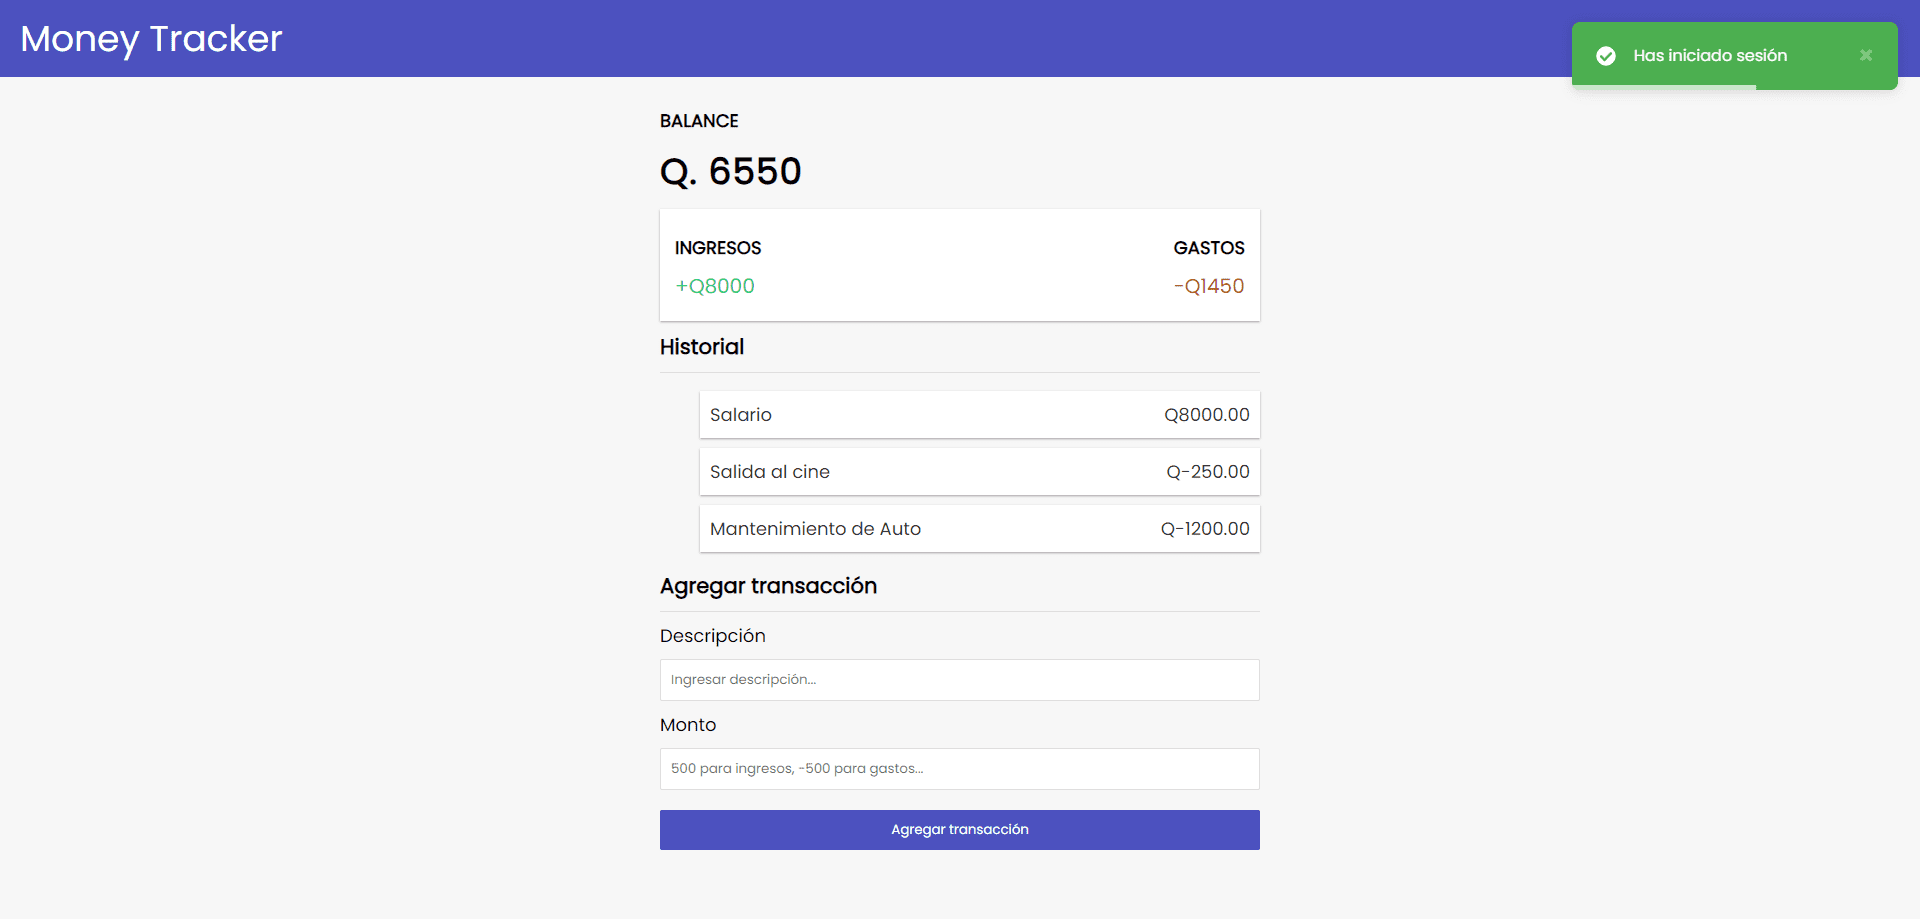 Money Tracker
Has iniciado sesión
BALANCE
Q. 6550
INGRESOS GASTOS
+Q8000 -Q1450
Historial
Salario Q8000.00
Salida al cine Q-250.00
Mantenimiento de Auto Q-1200.00
Agregar transacción
Descripción
Ingresar descripción...
Monto
500 para ingresos, -500 para gastos...
Agregar transacción